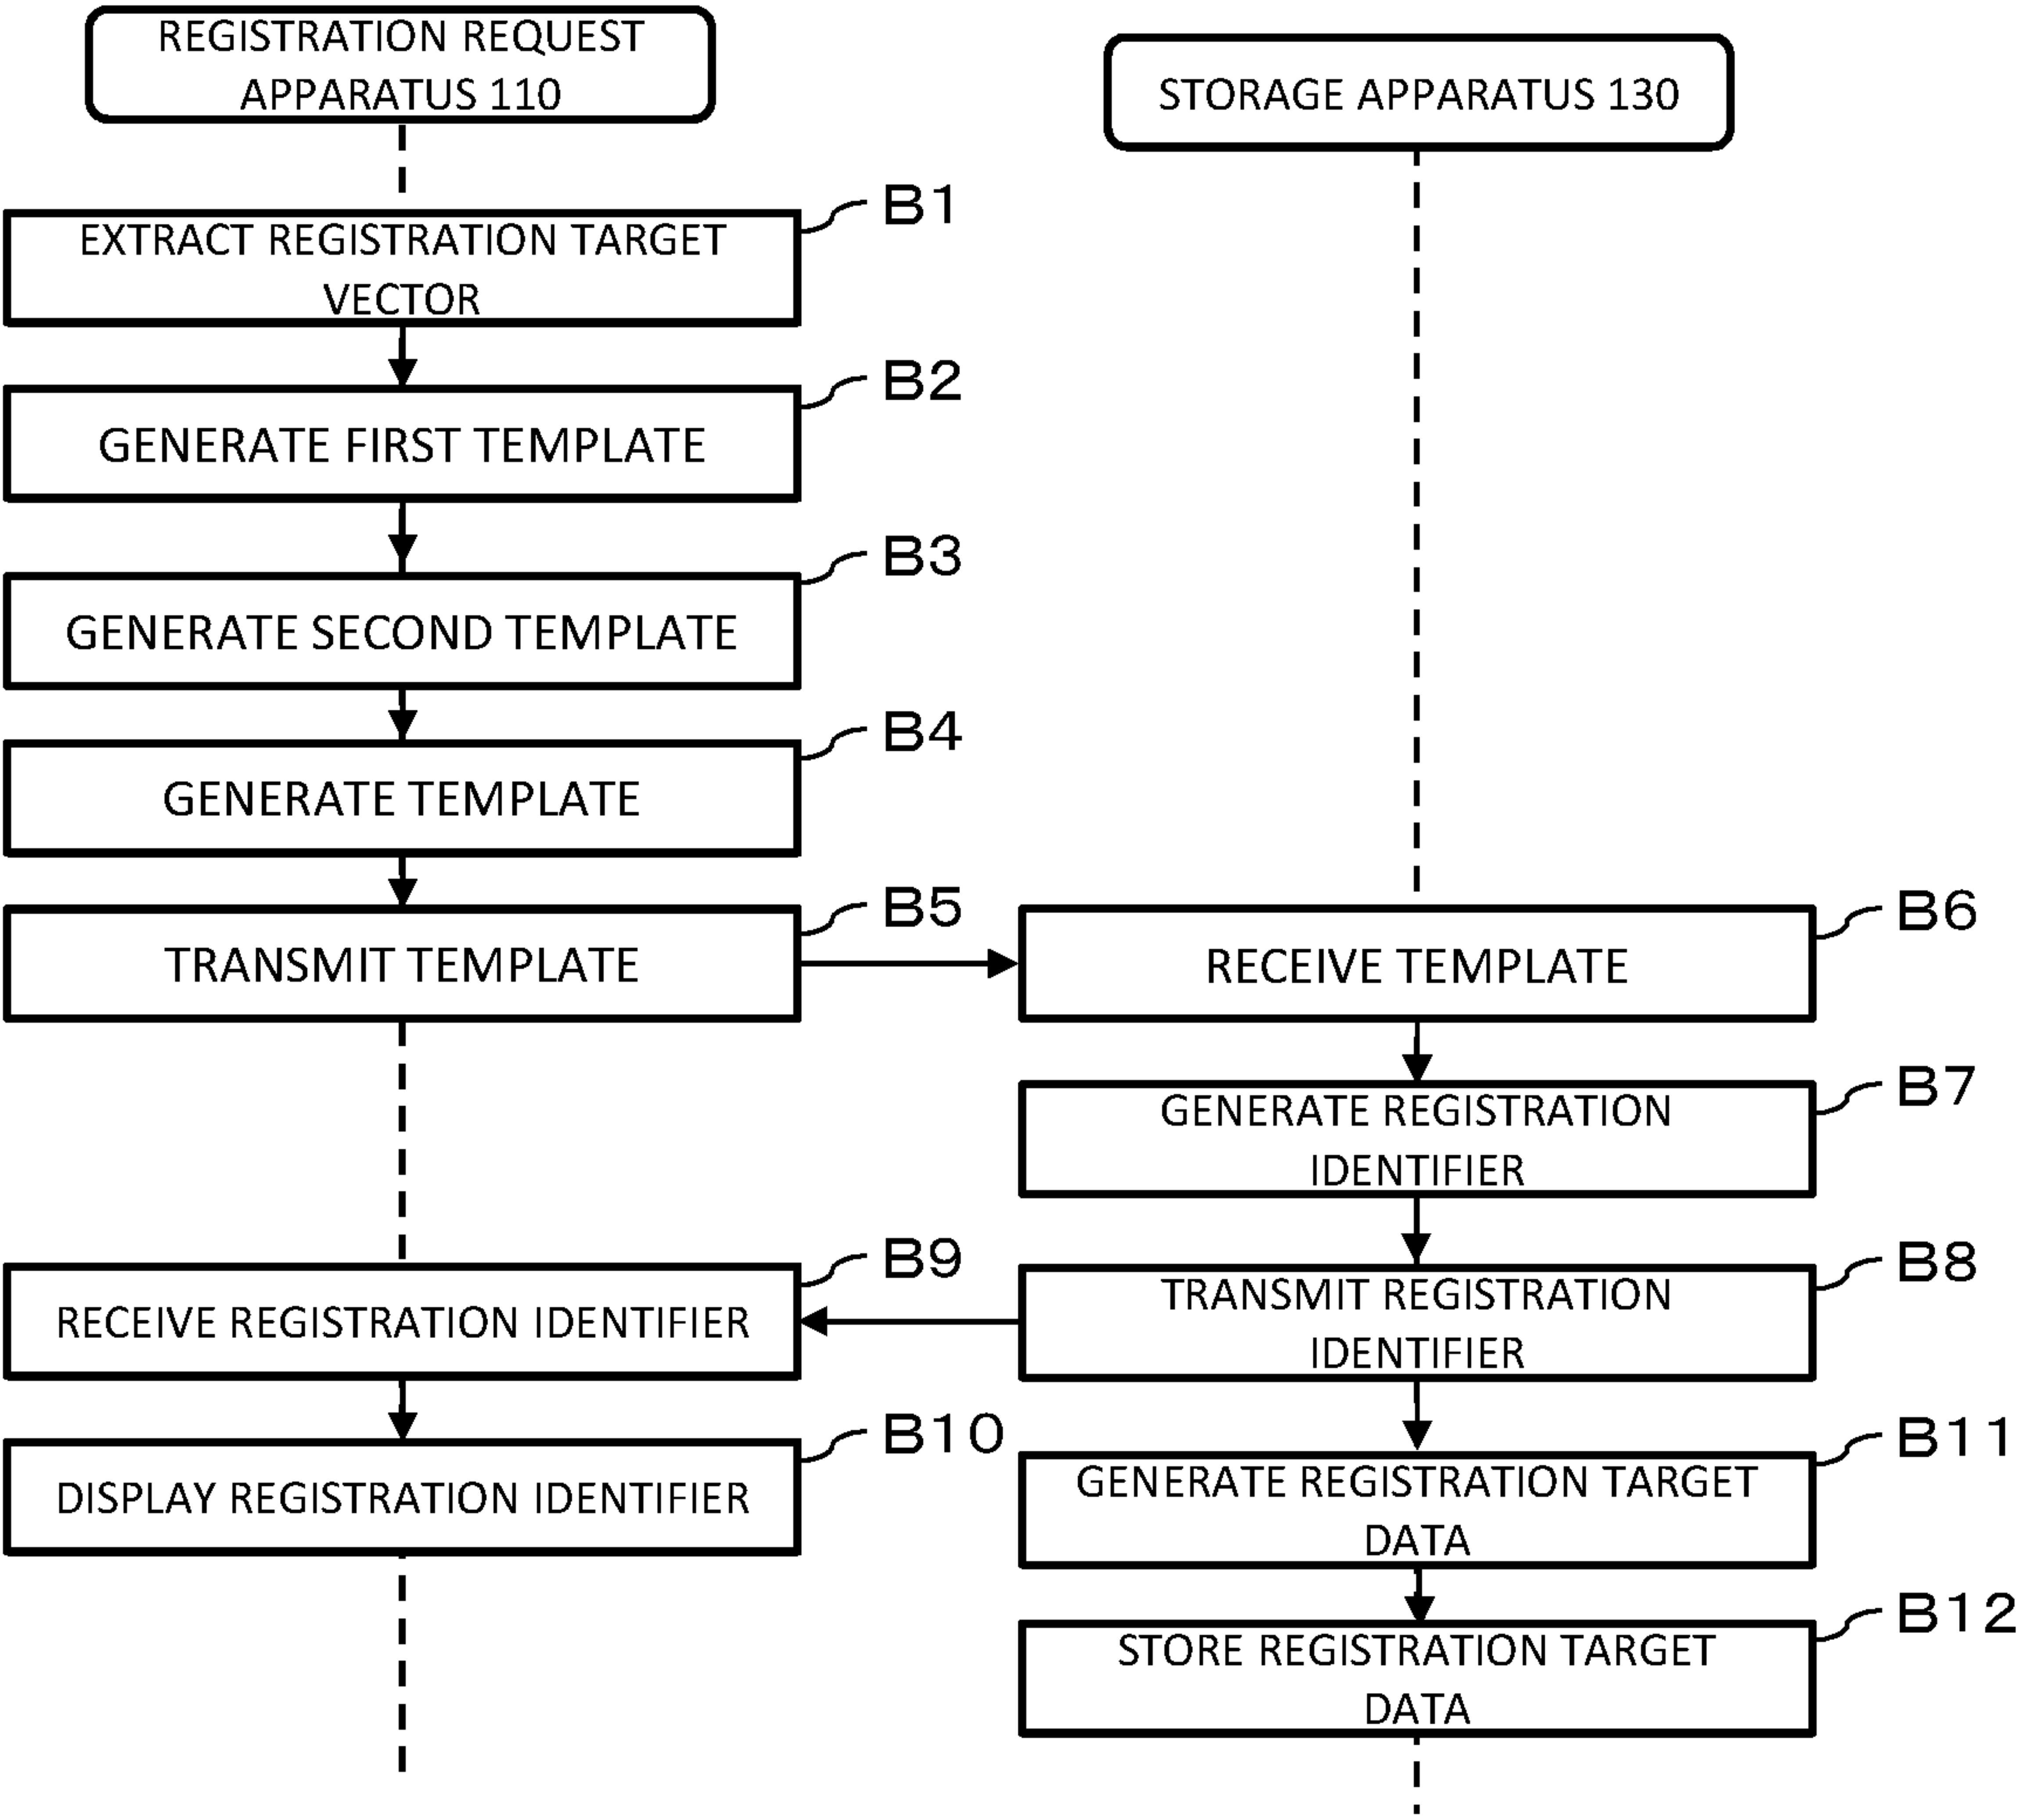 REGISTRATION REQUEST
APPARATUS 110
STORAGE APPARATUS 130
B1
EXTRACT REGISTRATION TARGET
VECTOR
B2
GENERATE FIRST TEMPLATE
B3
GENERATE SECOND TEMPLATE
B4
GENERATE TEMPLATE
B5
TRANSMIT TEMPLATE
B6
RECEIVE TEMPLATE
B7
GENERATE REGISTRATION
IDENTIFIER
B8
TRANSMIT REGISTRATION
IDENTIFIER
B9
RECEIVE REGISTRATION IDENTIFIER
B10
DISPLAY REGISTRATION IDENTIFIER
B11
GENERATE REGISTRATION TARGET
DATA
B12
STORE REGISTRATION TARGET
DATA